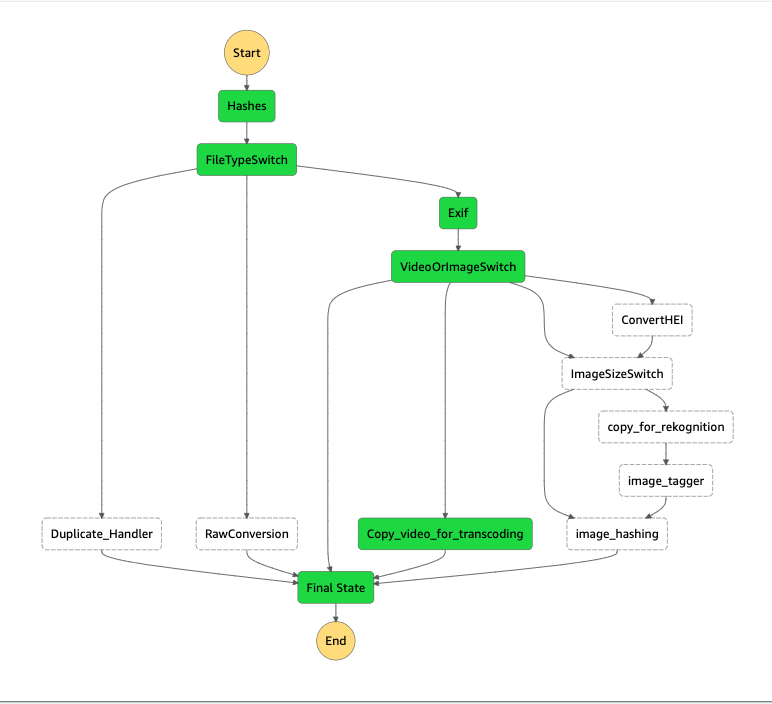 Start
Hashes
FileTypeSwitch
Exif
VideoOrImageSwitch
ConvertHEI
ImageSizeSwitch
copy_for_rekognition
image_tagger
Duplicate_Handler
RawConversion
Copy_video_for_transcoding
image_hashing
Final State
End